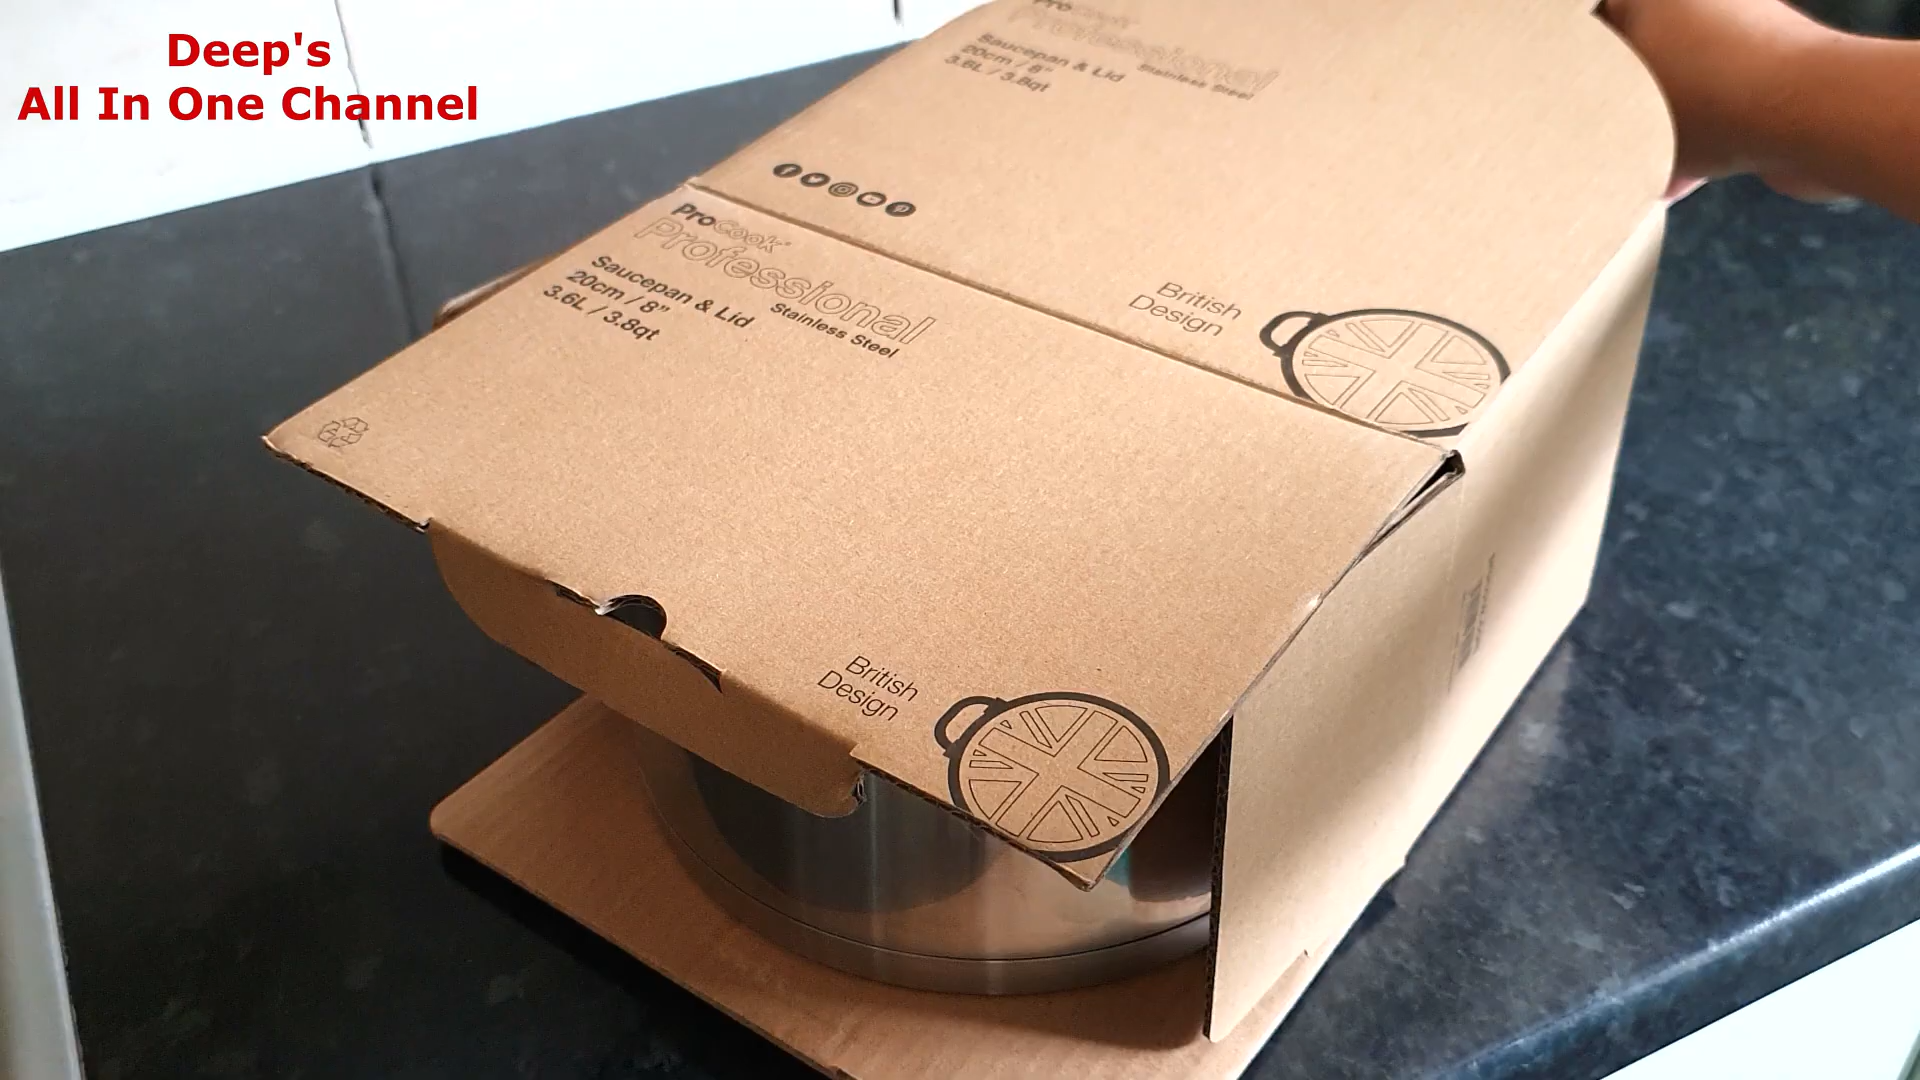 Deep's
All In One Channel
ProCook
Professional
Stainless Steel
Saucepan & Lid
20cm / 8"
3.6L / 3.8qt
British
Design
ProCook
Professional
Stainless Steel
Saucepan & Lid
20cm / 8"
3.6L / 3.8qt
British
Design